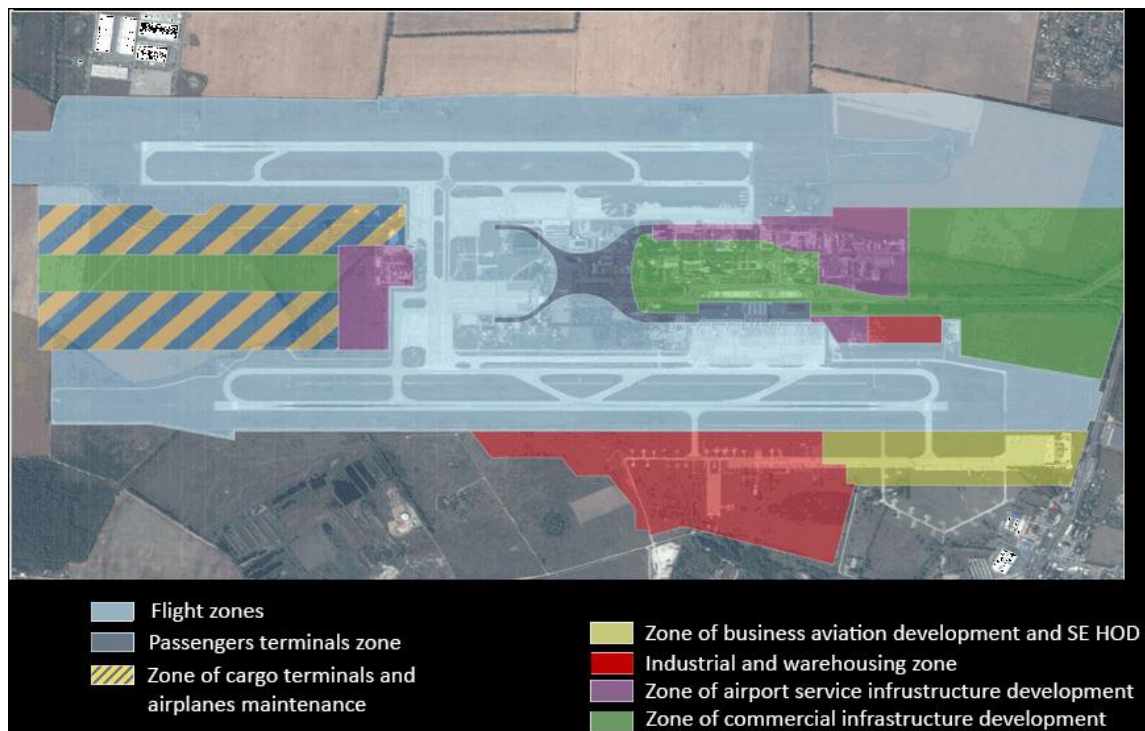 Flight zones
Passengers terminals zone
Zone of cargo terminals and
airplanes maintenance
Zone of business aviation development and SE HOD
Industrial and warehousing zone
Zone of airport service infrustructure development
Zone of commercial infrastructure development